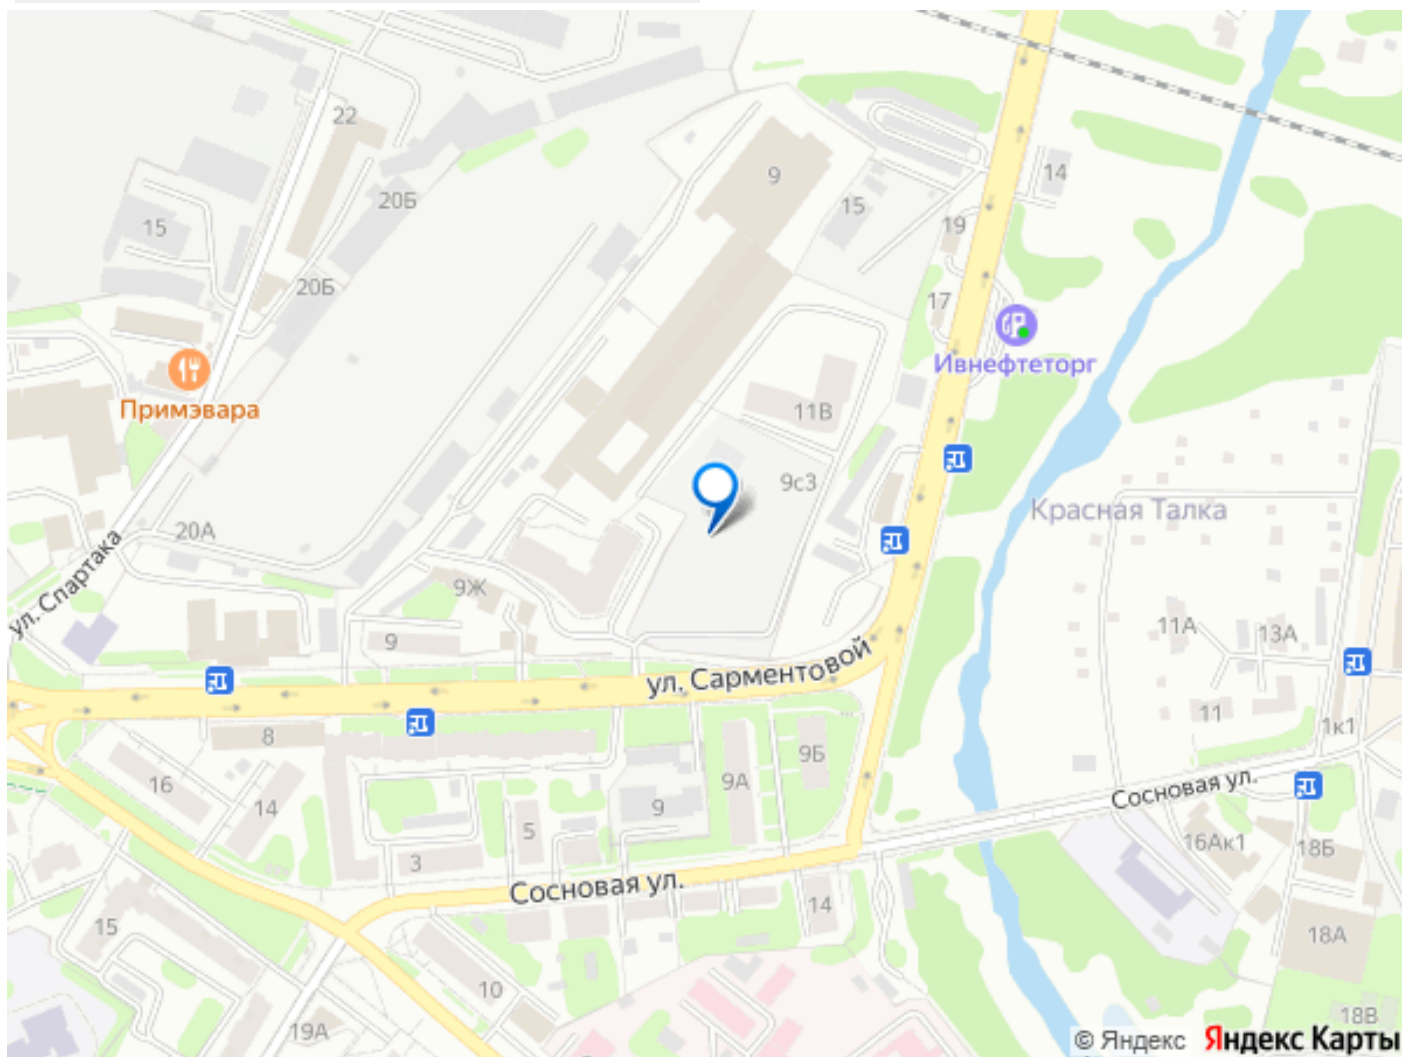 22
9
14
20Б
15
15
19
20Б
17
Ивнефтеторг
Примэвара
11В
9с3
Красная Талка
20А
ул. Спартака
9Ж
11А
13А
9
ул. Сарментовой
11
1к1
8
9Б
9А
16
14
9
5
Сосновая ул.
3
16Ак1
18Б
Сосновая ул.
14
15
18А
10
19А
18В
© Яндекс Яндекс Карты